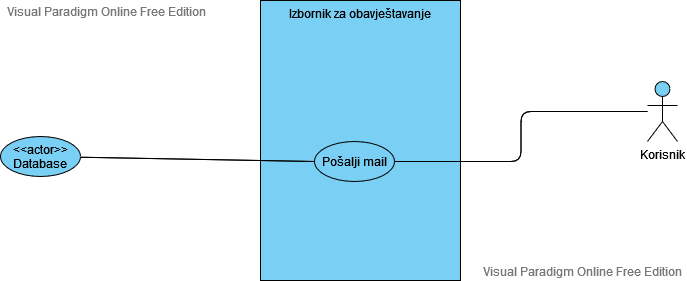 Visual Paradigm Online Free Edition
Izbornik za obavještavanje
<<actor>>
Database
Pošalji mail
Korisnik
Visual Paradigm Online Free Edition